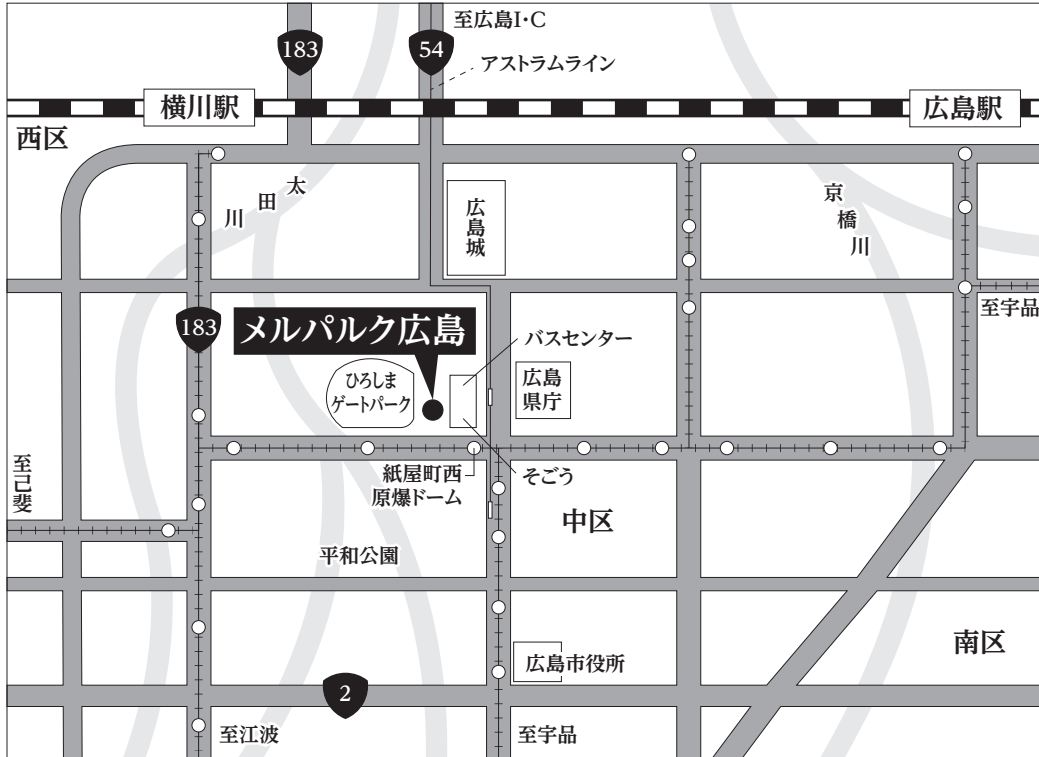 至広島I・C
183
54
アストラムライン
横川駅
広島駅
西区
太田川
広島城
京橋川
至宇品
183
メルパルク広島
バスセンター
ひろしま
ゲートパーク
広島
県庁
至己斐
紙屋町西
原爆ドーム
そごう
中区
平和公園
南区
広島市役所
2
至江波
至宇品